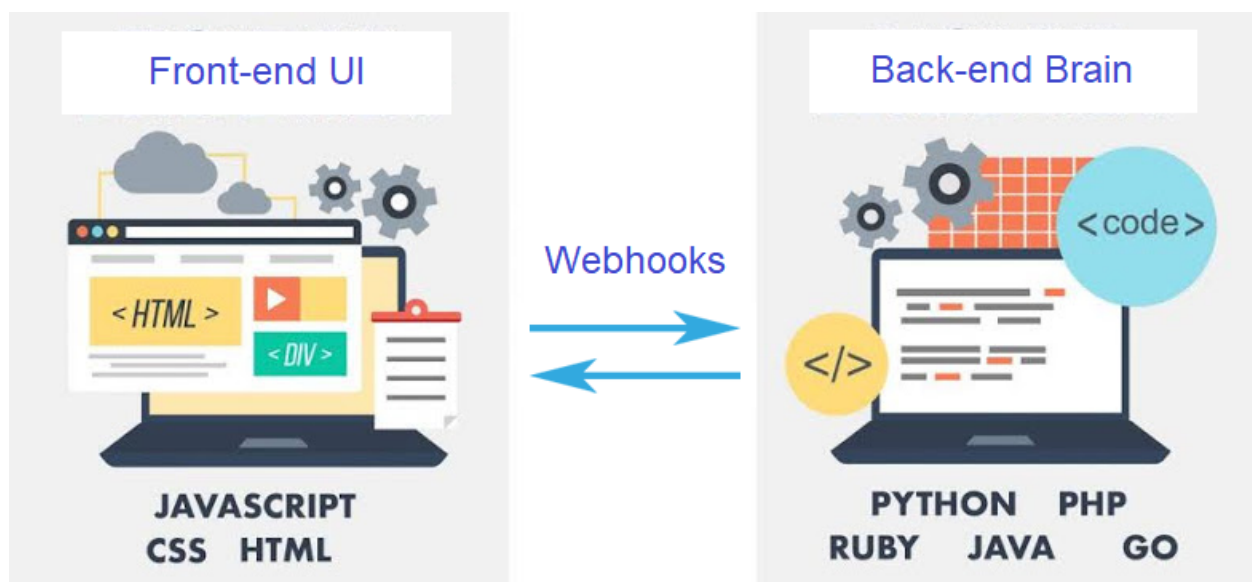 Front-end UI
< HTML >
< DIV >
JAVASCRIPT
CSS HTML
Webhooks
Back-end Brain
<code>
</>
PYTHON PHP
RUBY JAVA GO